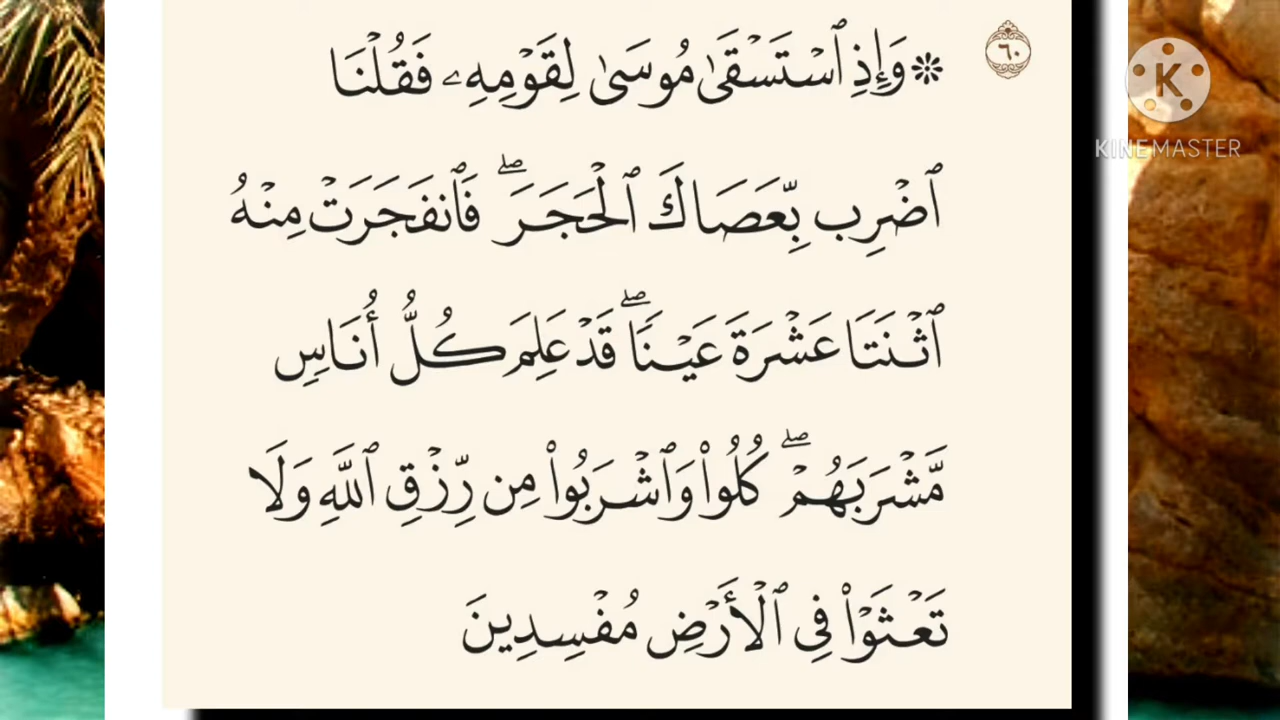 ٦٠
۞ وَإِذِ ٱسْتَسْقَىٰ مُوسَىٰ لِقَوْمِهِۦ فَقُلْنَا
ٱضْرِب بِّعَصَاكَ ٱلْحَجَرَ ۖ فَٱنفَجَرَتْ مِنْهُ
ٱثْنَتَا عَشْرَةَ عَيْنًا ۖ قَدْ عَلِمَ كُلُّ أُنَاسٍ
مَّشْرَبَهُمْ ۖ كُلُوا۟ وَٱشْرَبُوا۟ مِن رِّزْقِ ٱللَّهِ وَلَا
تَعْثَوْا۟ فِى ٱلْأَرْضِ مُفْسِدِينَ
K
KINEMASTER